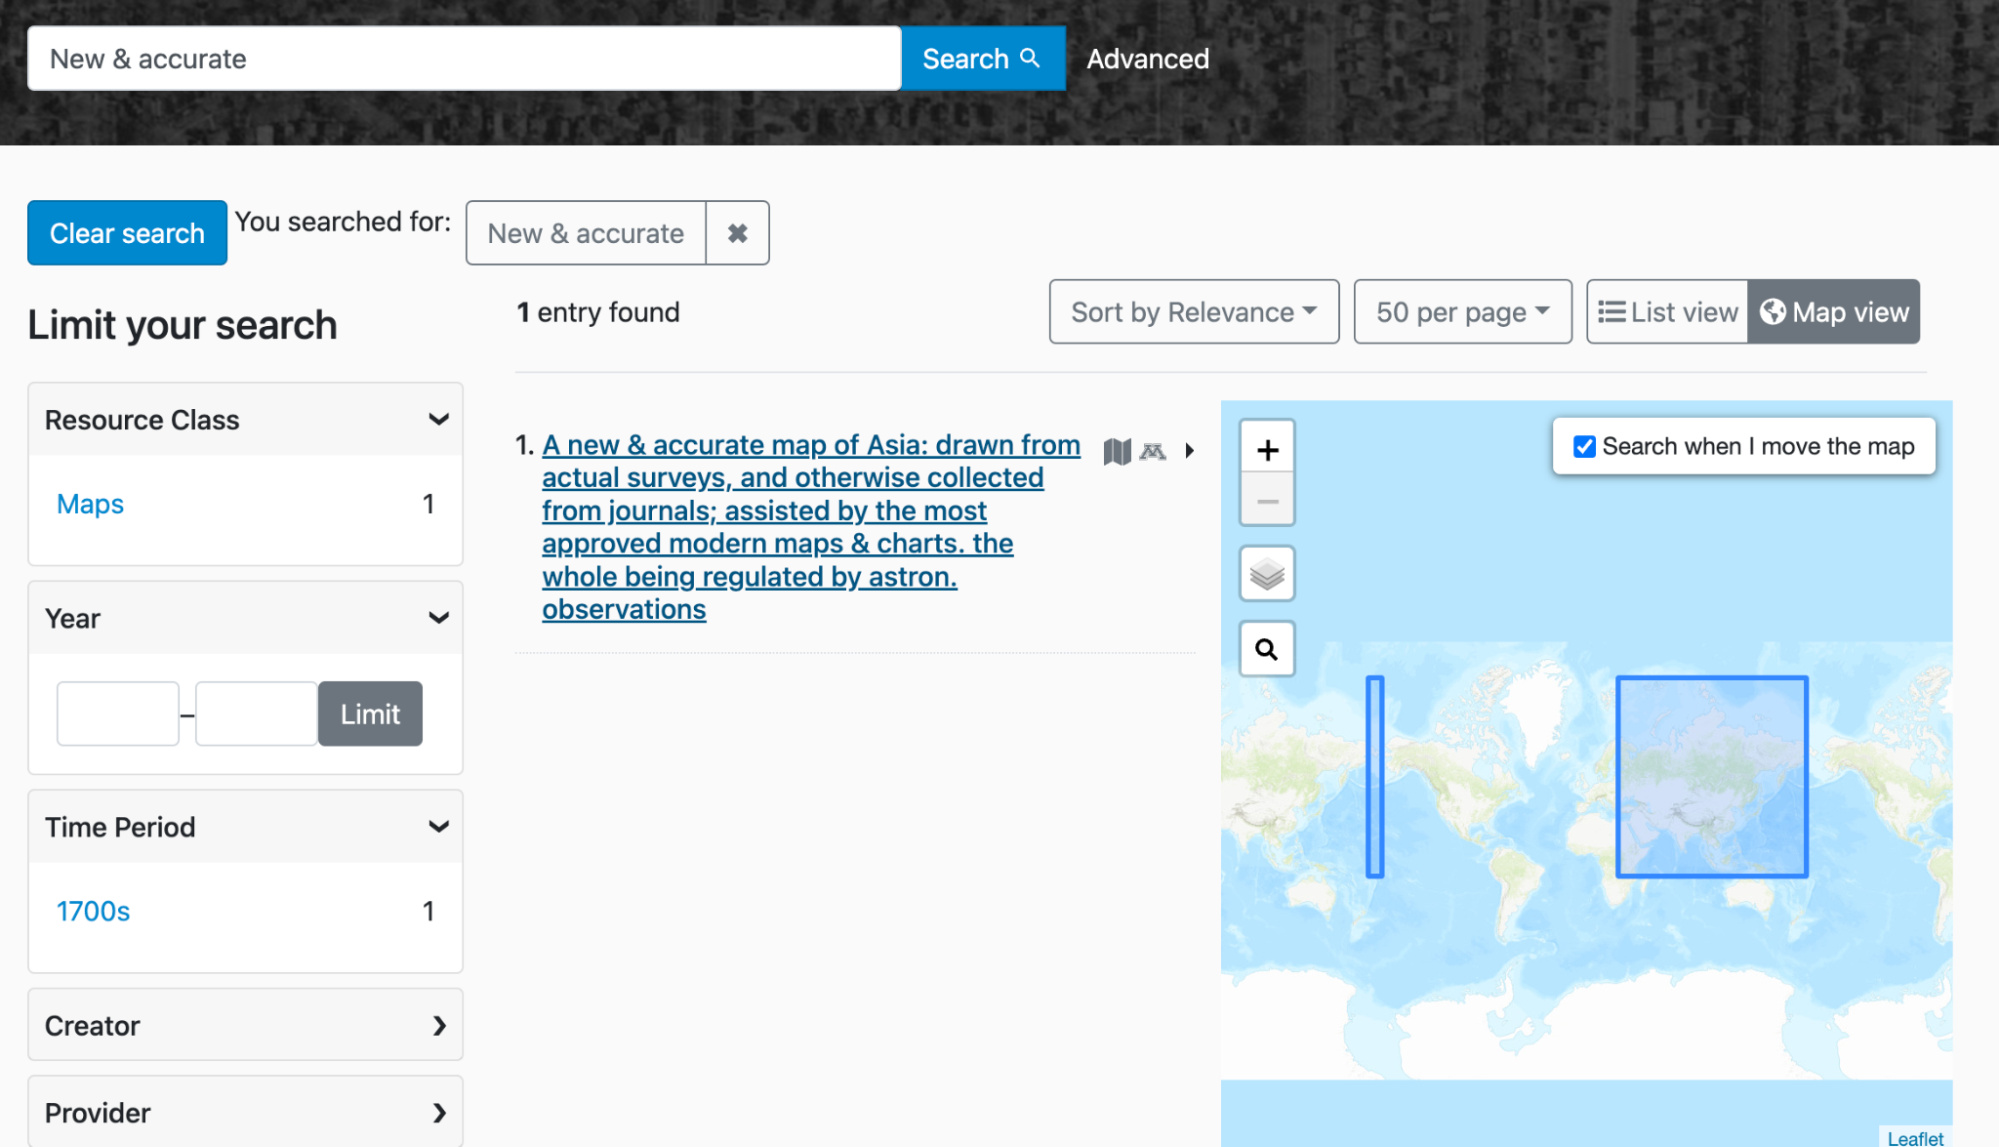 New & accurate
Search
Advanced
Clear search
You searched for:
New & accurate
Limit your search
1 entry found
Sort by Relevance
50 per page
List view
Map view
Resource Class
Maps 1
Year
–
Limit
Time Period
1700s 1
Creator
Provider
1. A new & accurate map of Asia: drawn from
actual surveys, and otherwise collected
from journals; assisted by the most
approved modern maps & charts. the
whole being regulated by astron.
observations
+
−
Search when I move the map
Leaflet